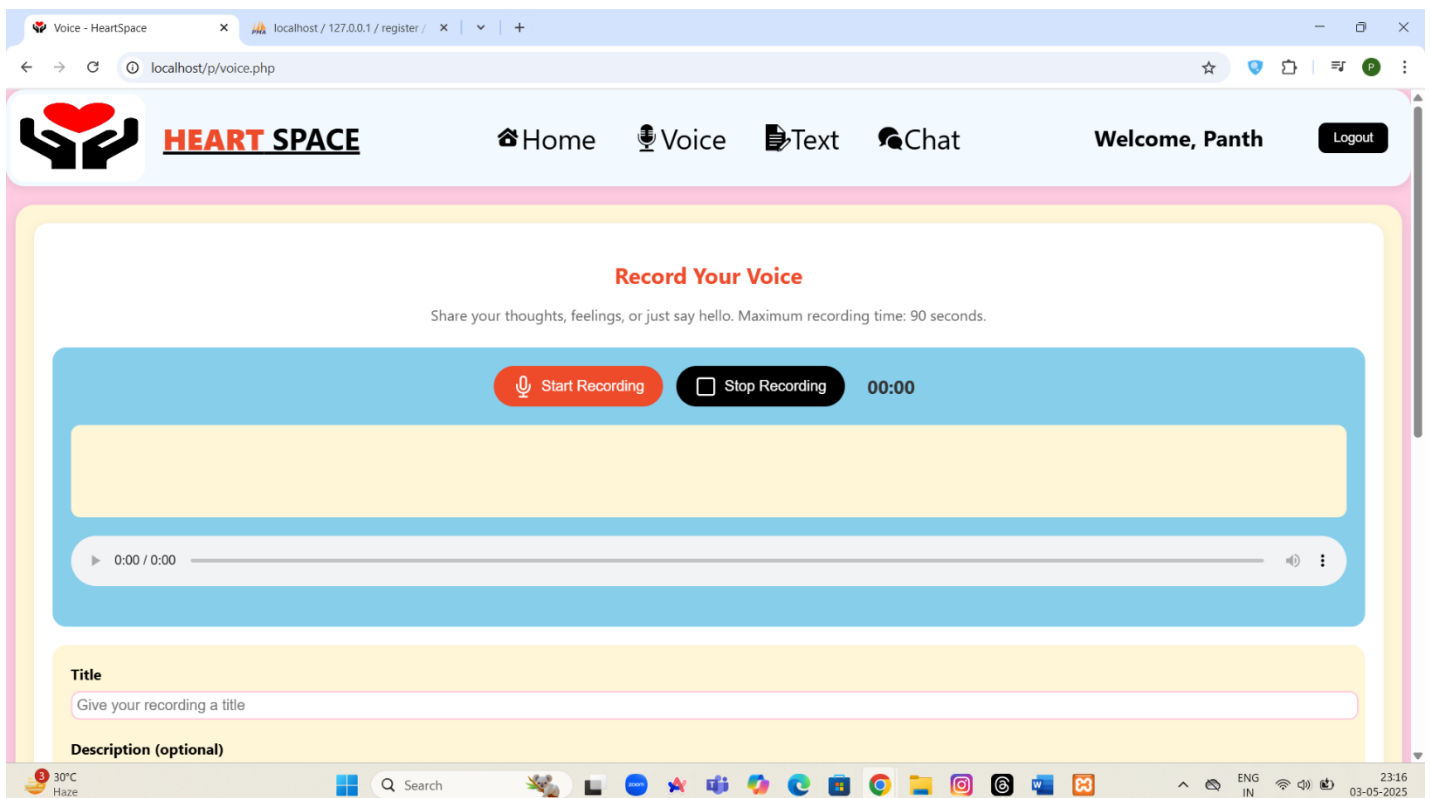 Voice - HeartSpace
localhost / 127.0.0.1 / register /
localhost/p/voice.php
P
HEART SPACE
Home
Voice
Text
Chat
Welcome, Panth
Logout
Record Your Voice
Share your thoughts, feelings, or just say hello. Maximum recording time: 90 seconds.
Start Recording
Stop Recording
00:00
0:00 / 0:00
Title
Give your recording a title
Description (optional)
3
30°C
Haze
Search
zoom
W
ENG
IN
23:16
03-05-2025